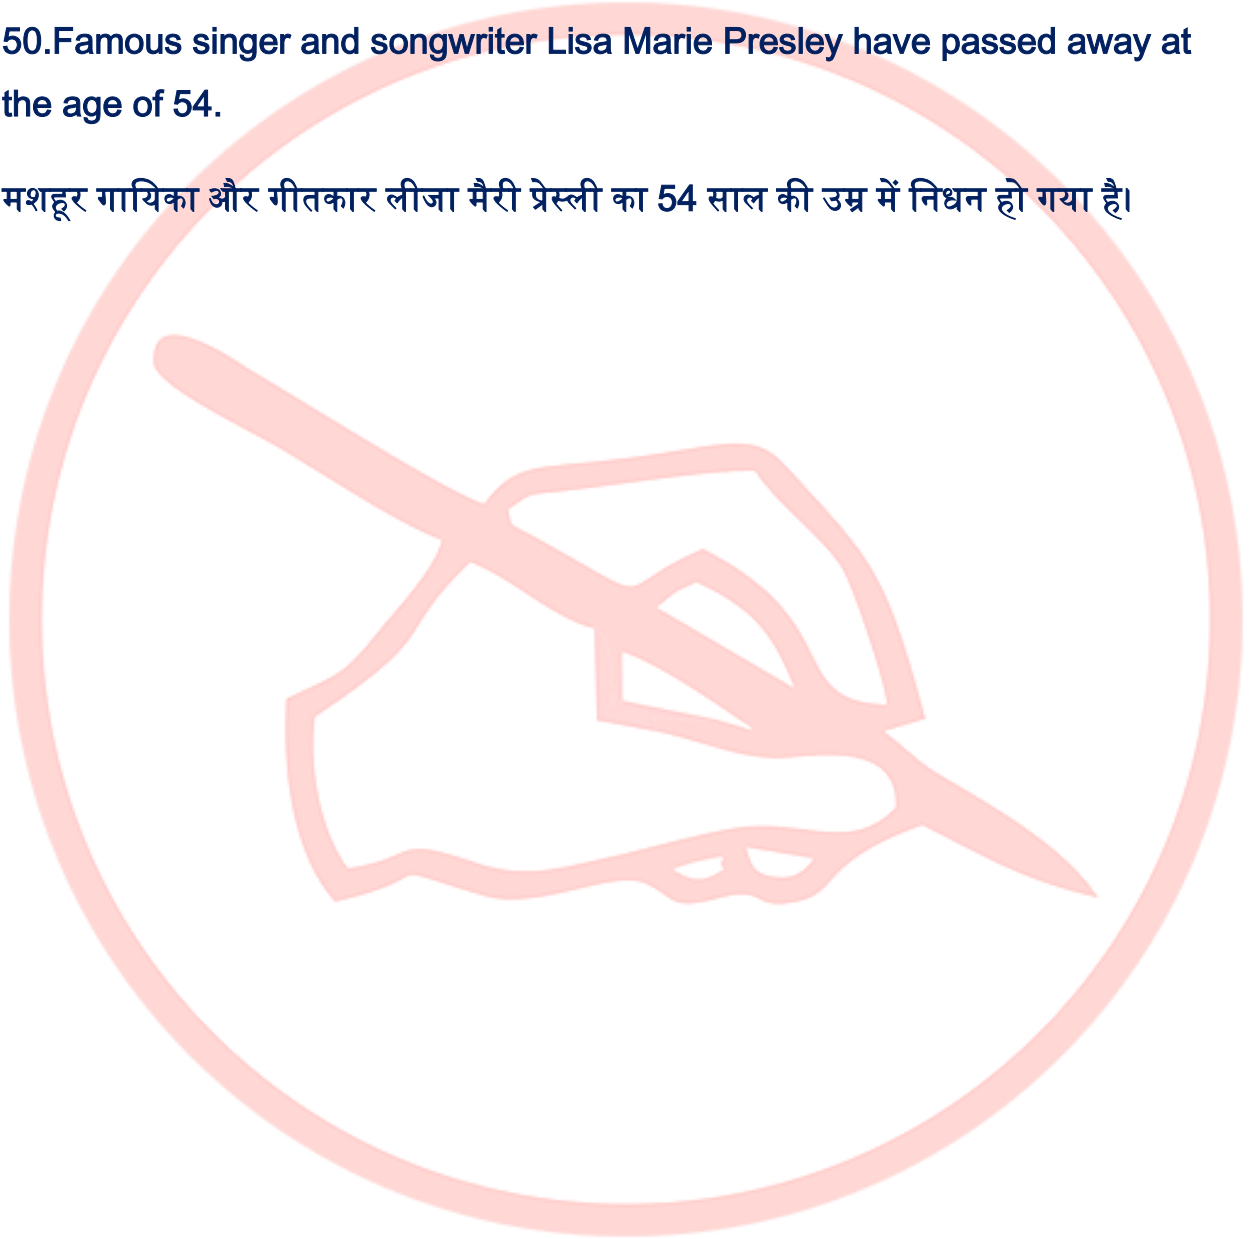 50.Famous singer and songwriter Lisa Marie Presley have passed away at
the age of 54.
मशहूर गायिका और गीतकार लीजा मैरी प्रेस्ली का 54 साल की उम्र में निधन हो गया है।